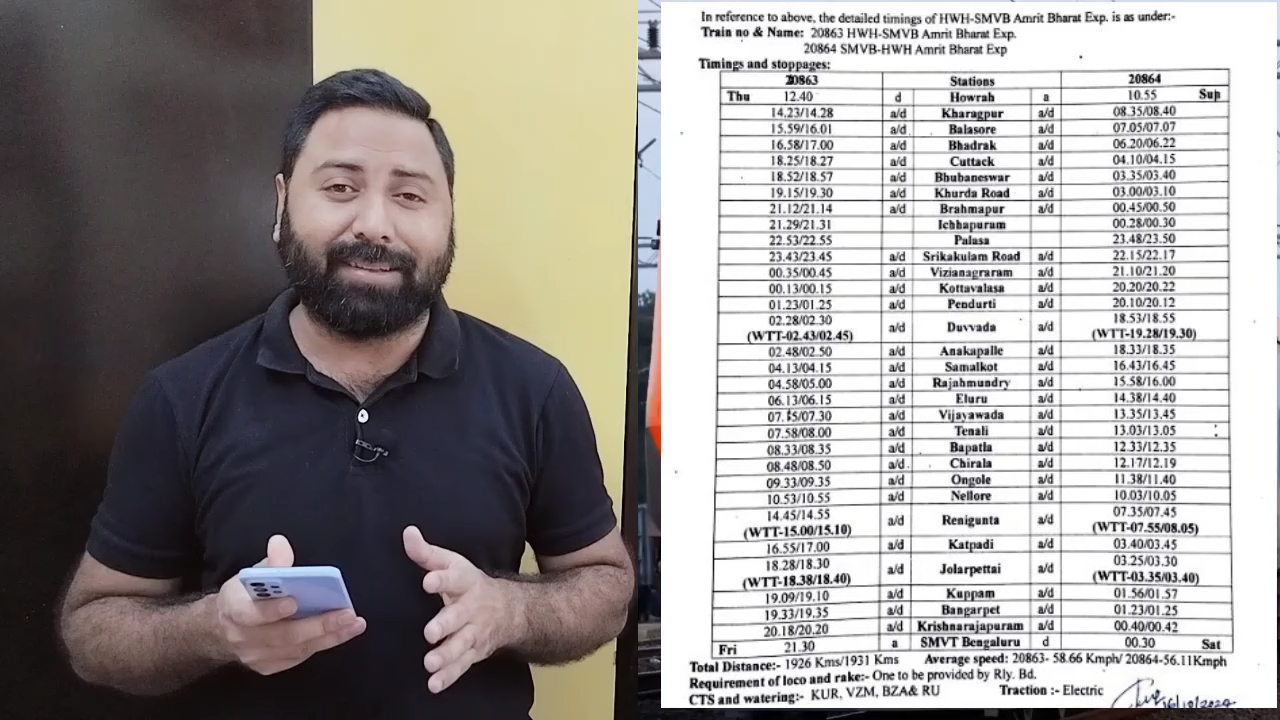 In reference to above, the detailed timings of HWH-SMVB Amrit Bharat Exp. is as under:-
Train no & Name: 20863 HWH-SMVB Amrit Bharat Exp.
20864 SMVB-HWH Amrit Bharat Exp
Timings and stoppages:
20863 Stations 20864
Thu 12.40 d Howrah a 10.55 Sun
14.23/14.28 a/d Kharagpur a/d 08.35/08.40
15.59/16.01 a/d Balasore a/d 07.05/07.07
16.58/17.00 a/d Bhadrak a/d 06.20/06.22
18.25/18.27 a/d Cuttack a/d 04.10/04.15
18.52/18.57 a/d Bhubaneswar a/d 03.35/03.40
19.15/19.30 a/d Khurda Road a/d 03.00/03.10
21.12/21.14 a/d Brahmapur a/d 00.45/00.50
21.29/21.31 Ichhapuram 00.28/00.30
22.53/22.55 Palasa 23.48/23.50
23.43/23.45 a/d Srikakulam Road a/d 22.15/22.17
00.35/00.45 a/d Vizianagraram a/d 21.10/21.20
00.13/00.15 a/d Kottavalasa a/d 20.20/20.22
01.23/01.25 a/d Pendurti a/d 20.10/20.12
02.28/02.30 a/d Duvvada a/d 18.53/18.55
(WTT-02.43/02.45) (WTT-19.28/19.30)
02.48/02.50 a/d Anakapalle a/d 18.33/18.35
04.13/04.15 a/d Samalkot a/d 16.43/16.45
04.58/05.00 a/d Rajahmundry a/d 15.58/16.00
06.13/06.15 a/d Eluru a/d 14.38/14.40
07.15/07.30 a/d Vijayawada a/d 13.35/13.45
07.58/08.00 a/d Tenali a/d 13.03/13.05
08.33/08.35 a/d Bapatla a/d 12.33/12.35
08.48/08.50 a/d Chirala a/d 12.17/12.19
09.33/09.35 a/d Ongole a/d 11.38/11.40
10.53/10.55 a/d Nellore a/d 10.03/10.05
14.45/14.55 a/d Renigunta a/d 07.35/07.45
(WTT-15.00/15.10) (WTT-07.55/08.05)
16.55/17.00 a/d Katpadi a/d 03.40/03.45
18.28/18.30 a/d Jolarpettai a/d 03.25/03.30
(WTT-18.38/18.40) (WTT-03.35/03.40)
19.09/19.10 a/d Kuppam a/d 01.56/01.57
19.33/19.35 a/d Bangarpet a/d 01.23/01.25
20.18/20.20 a/d Krishnarajapuram a/d 00.40/00.42
Fri 21.30 a SMVT Bengaluru d 00.30 Sat
Total Distance:- 1926 Kms/1931 Kms Average speed: 20863- 58.66 Kmph/ 20864-56.11Kmph
Requirement of loco and rake:- One to be provided by Rly. Bd.
CTS and watering:- KUR, VZM, BZA& RU Traction :- Electric